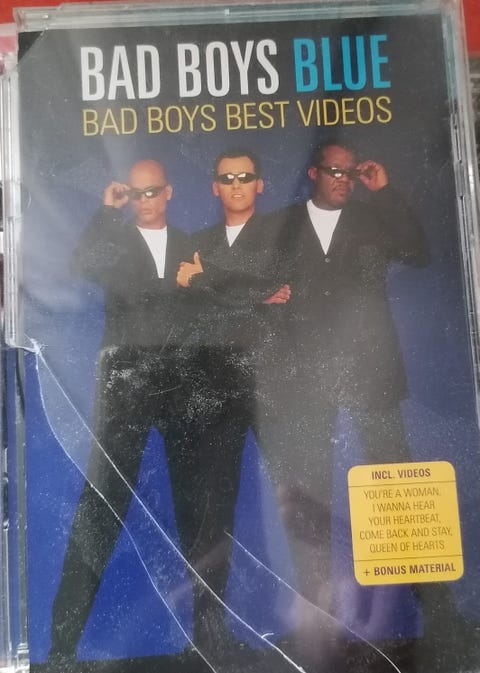 BAD BOYS BLUE
BAD BOYS BEST VIDEOS
INCL. VIDEOS
YOU'RE A WOMAN,
I WANNA HEAR
YOUR HEARTBEAT,
COME BACK AND STAY,
QUEEN OF HEARTS
+ BONUS MATERIAL